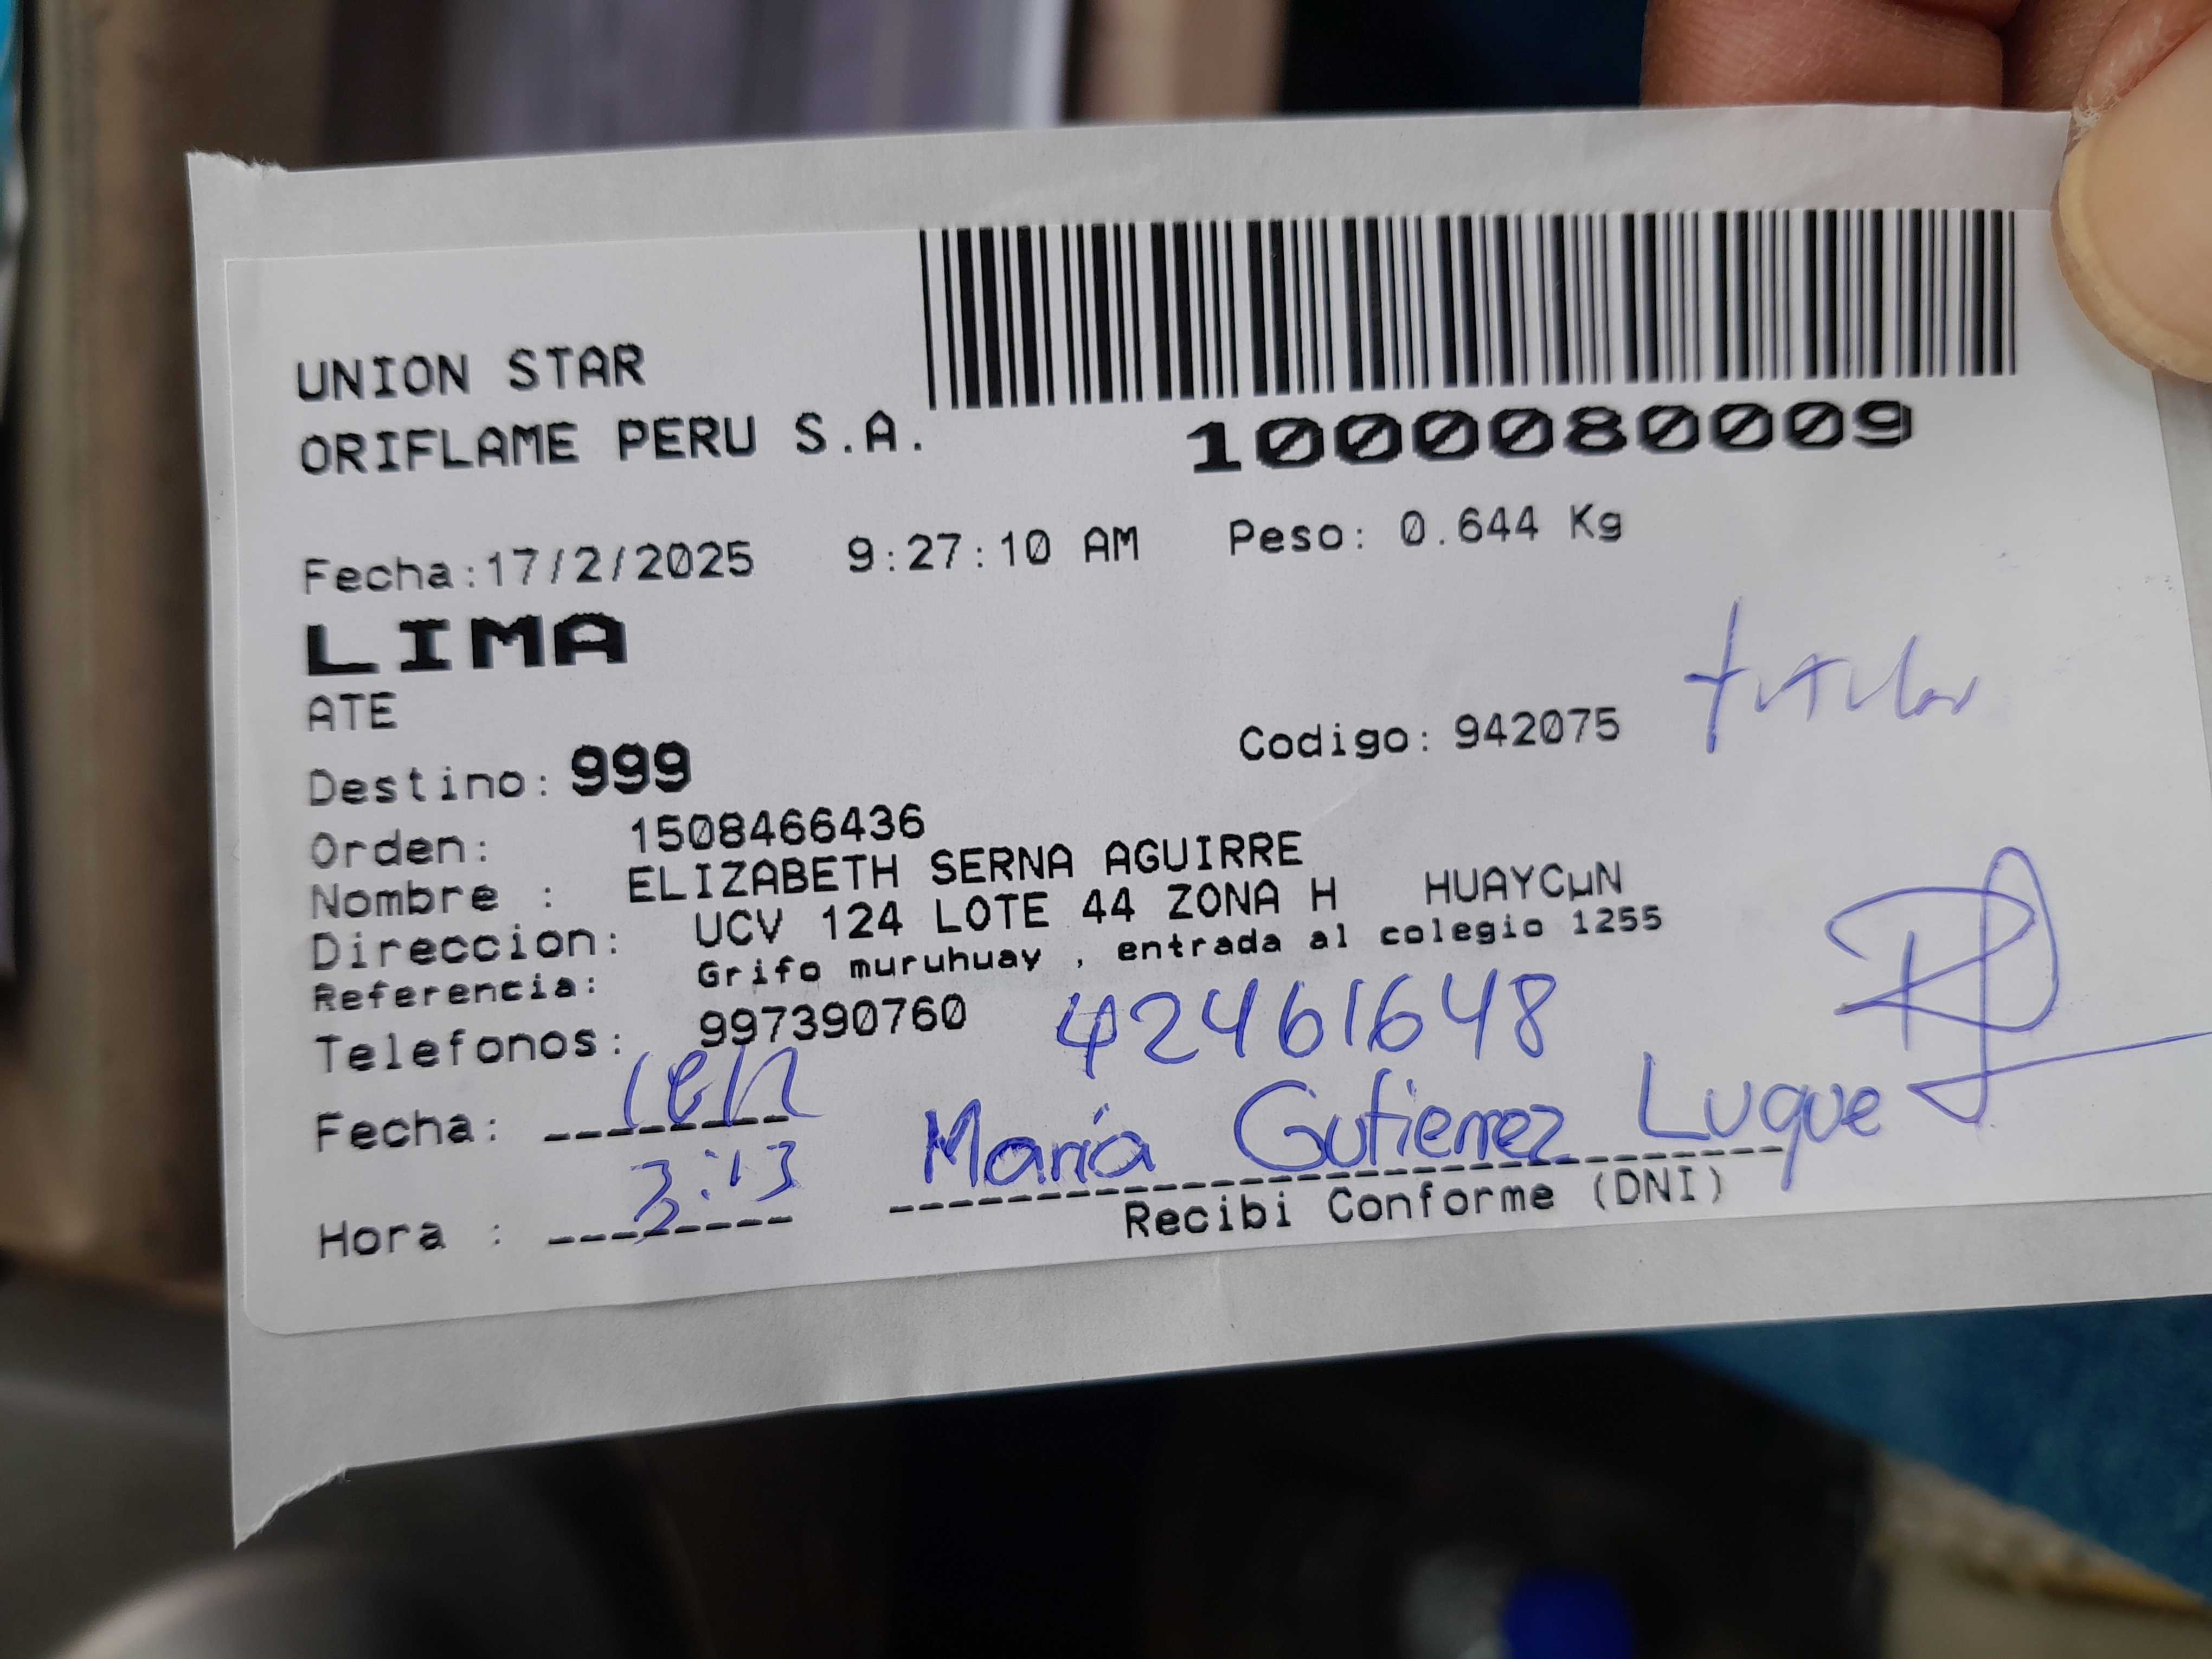 UNION STAR
ORIFLAME PERU S.A.
1000080009
Fecha:17/2/2025 9:27:10 AM Peso: 0.644 Kg
LIMA
ATE
Destino: 999 Codigo: 942075 titular
Orden: 1508466436
Nombre : ELIZABETH SERNA AGUIRRE
Direccion: UCV 124 LOTE 44 ZONA H HUAYCµN
Referencia: Grifo muruhuay , entrada al colegio 1255
Telefonos: 997390760 42461648
Fecha:
María Gutierrez Luque
Hora : 3:13
Recibi Conforme (DNI)